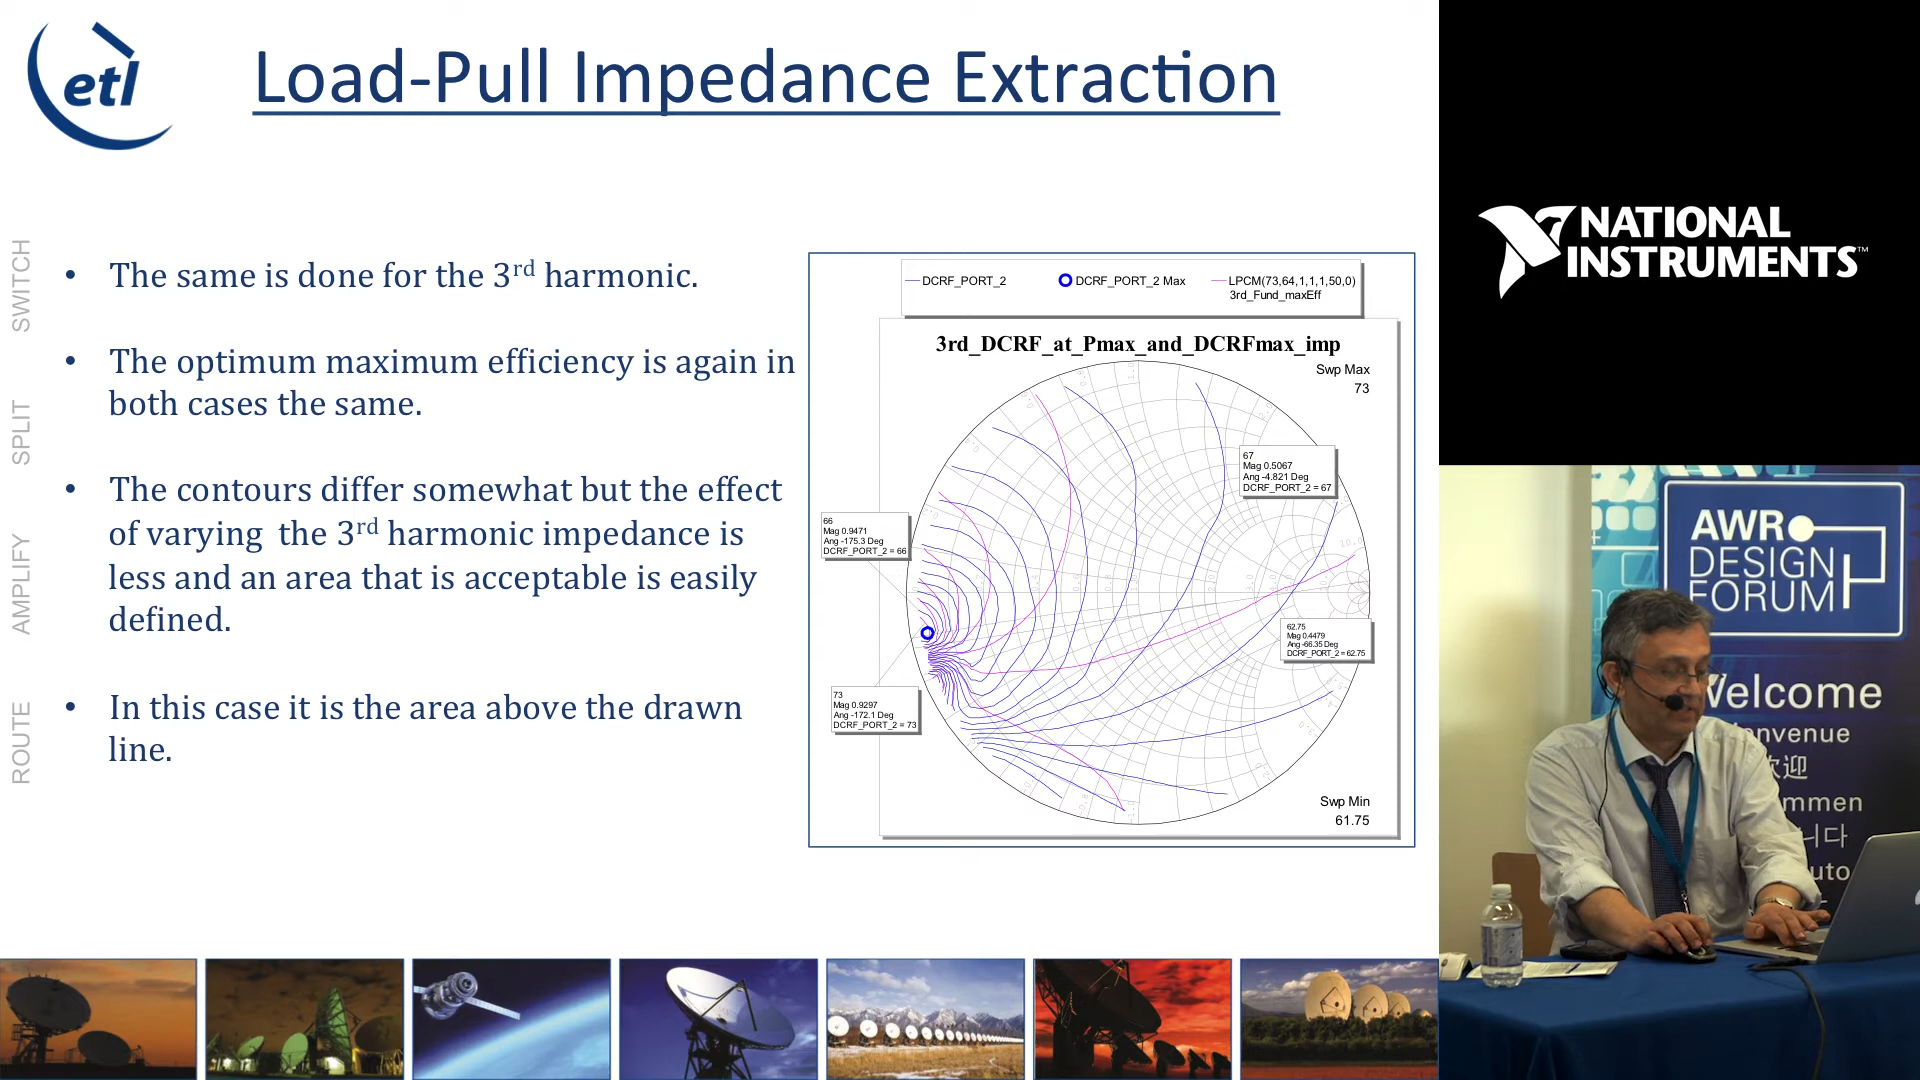 etl
Load-Pull Impedance Extraction
SWITCH
SPLIT
AMPLIFY
ROUTE
• The same is done for the 3rd harmonic.
• The optimum maximum efficiency is again in
both cases the same.
• The contours differ somewhat but the effect
of varying the 3rd harmonic impedance is
less and an area that is acceptable is easily
defined.
• In this case it is the area above the drawn
line.
DCRF_PORT_2
DCRF_PORT_2 Max
LPCM(73,64,1,1,1,50,0)
3rd_Fund_maxEff
3rd_DCRF_at_Pmax_and_DCRFmax_imp
Swp Max
73
67
Mag 0.5067
Ang -4.821 Deg
DCRF_PORT_2 = 67
66
Mag 0.9471
Ang -175.3 Deg
DCRF_PORT_2 = 66
62.75
Mag 0.4479
Ang -66.35 Deg
DCRF_PORT_2 = 62.75
73
Mag 0.9297
Ang -172.1 Deg
DCRF_PORT_2 = 73
Swp Min
61.75
NATIONAL
INSTRUMENTS™
AWR
DESIGN
FORUM
Welcome
envenue
欢迎
mmen
니다
uto